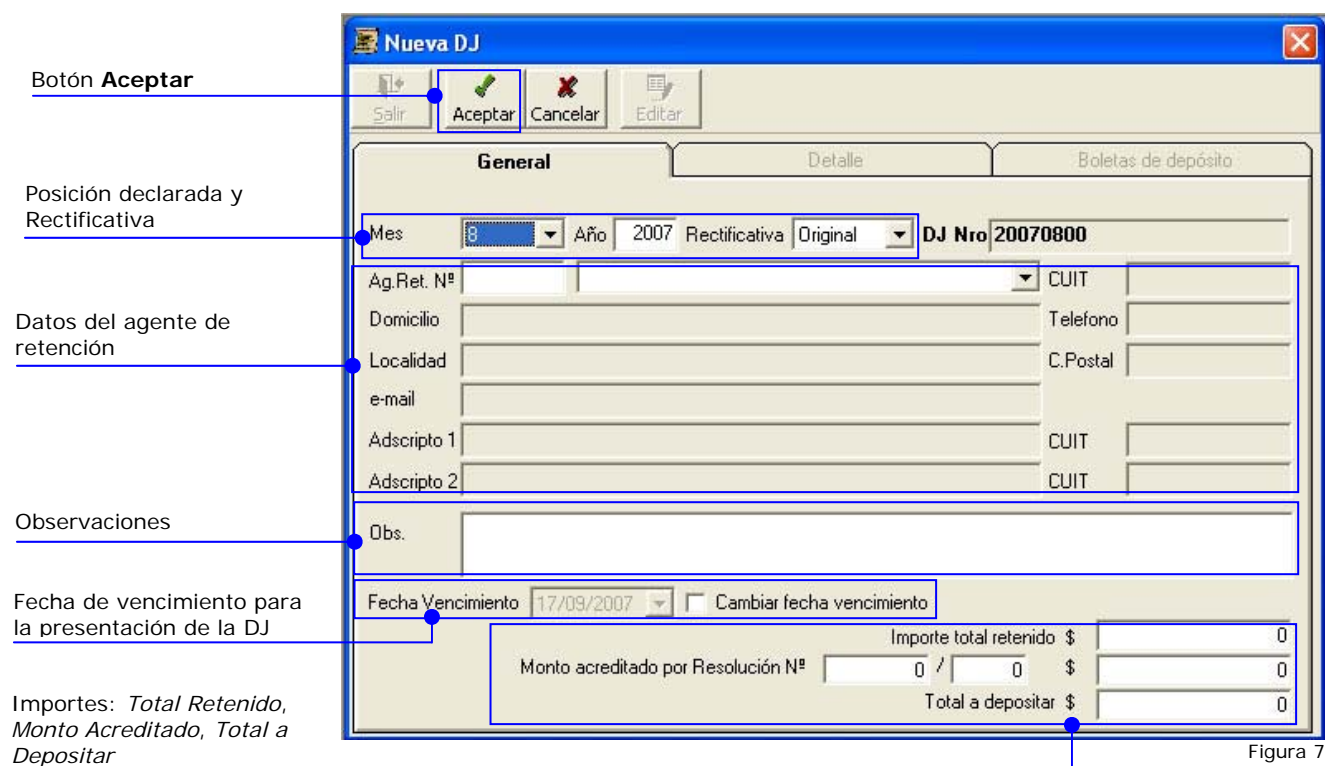 Nueva DJ
Botón Aceptar
Salir Aceptar Cancelar Editar
General Detalle Boletas de depósito
Posición declarada y
Rectificativa
Mes 8 Año 2007 Rectificativa Original DJ Nro 20070800
Ag.Ret. Nº CUIT
Datos del agente de
retención
Domicilio Telefono
Localidad C.Postal
e-mail
Adscripto 1 CUIT
Adscripto 2 CUIT
Observaciones
Obs.
Fecha de vencimiento para
la presentación de la DJ
Fecha Vencimiento 17/09/2007 Cambiar fecha vencimiento
Importe total retenido $ 0
Monto acreditado por Resolución Nº 0 / 0 $ 0
Total a depositar $ 0
Importes: Total Retenido,
Monto Acreditado, Total a
Depositar
Figura 7